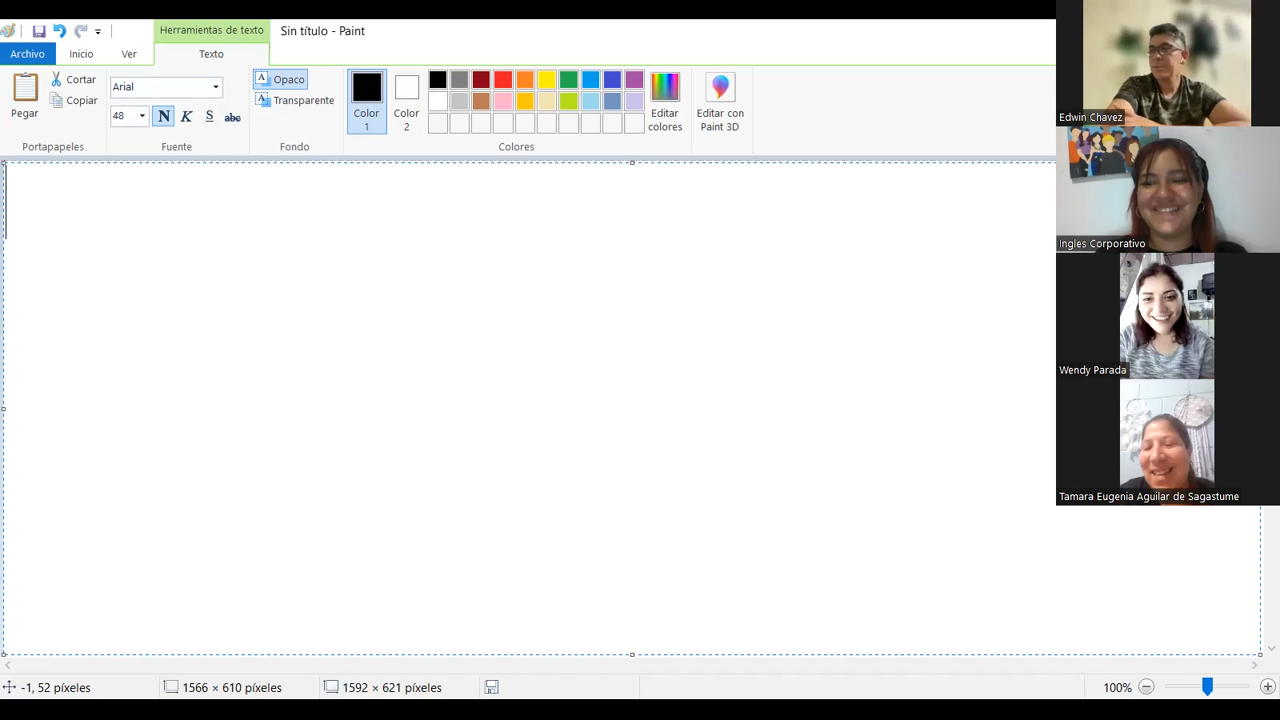 Herramientas de texto
Sin título - Paint
Archivo
Inicio
Ver
Texto
Pegar
Cortar
Copiar
Portapapeles
Arial
48
N K S abc
Fuente
Opaco
Transparente
Fondo
Color 1
Color 2
Editar colores
Colores
Editar con Paint 3D
Edwin Chavez
Ingles Corporativo
Wendy Parada
Tamara Eugenia Aguilar de Sagastume
-1, 52 píxeles
1566 × 610 píxeles
1592 × 621 píxeles
100%